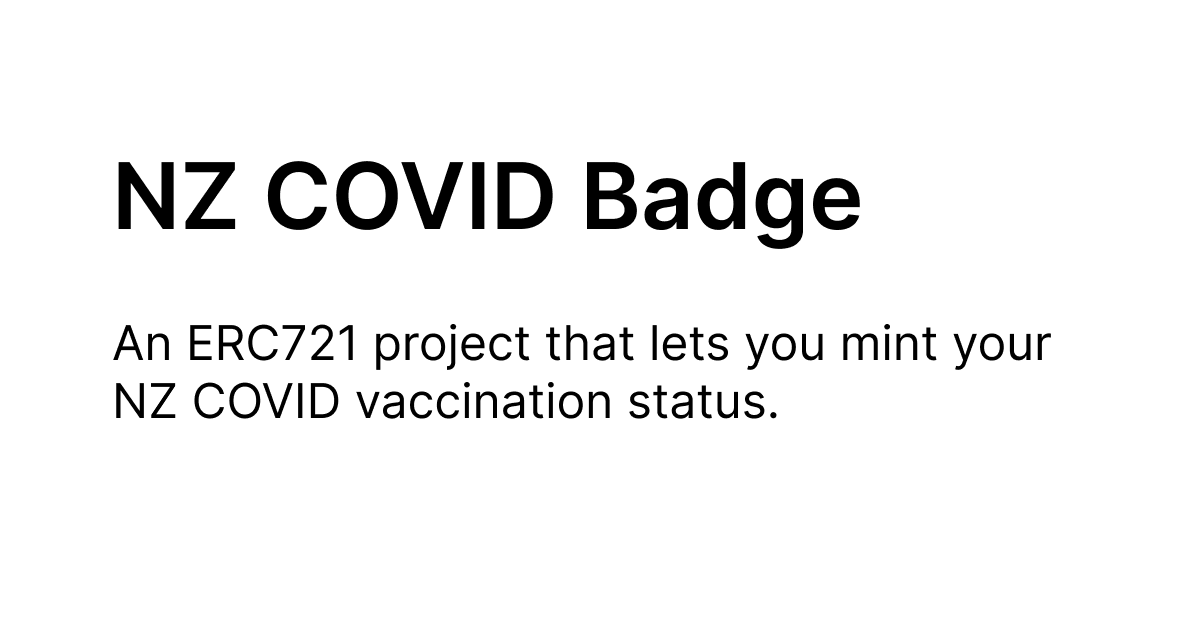 NZ COVID Badge
An ERC721 project that lets you mint your
NZ COVID vaccination status.